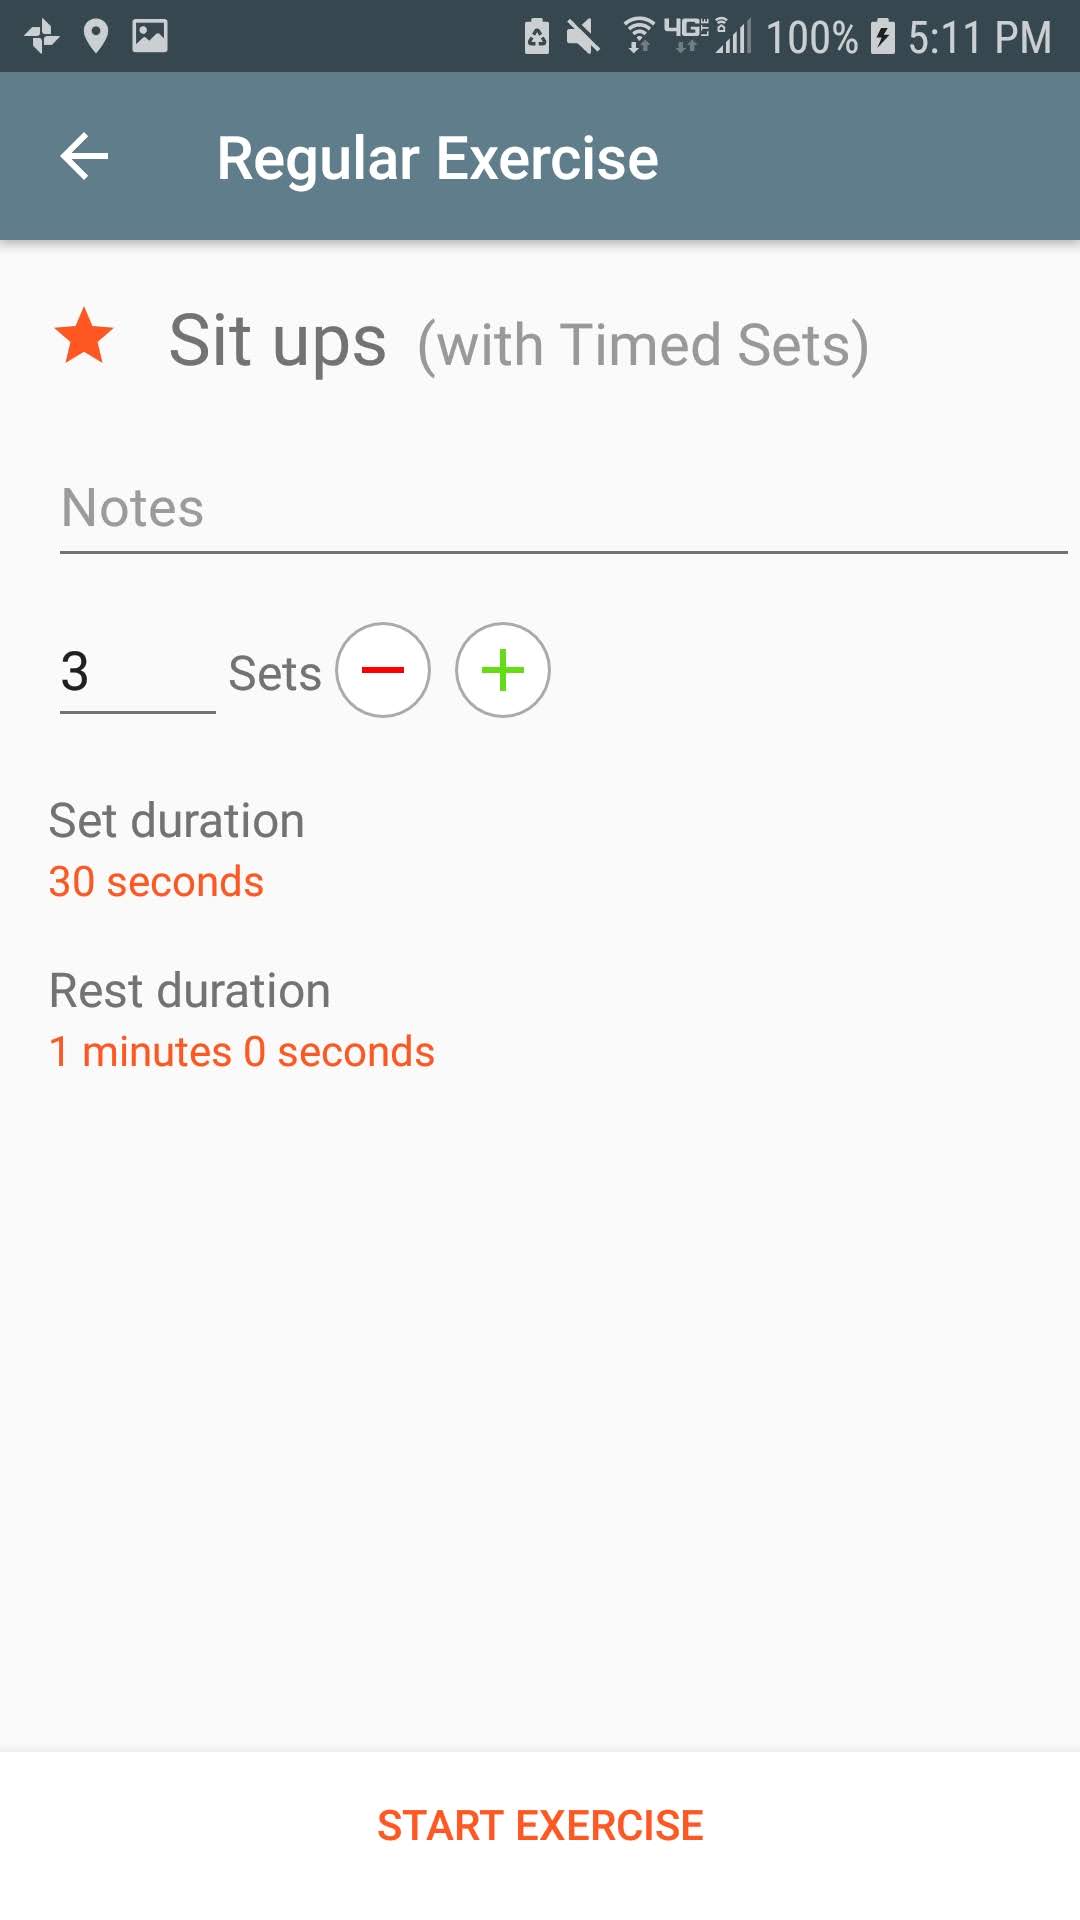 4G LTE 100% 5:11 PM
Regular Exercise
Sit ups (with Timed Sets)
Notes
3 Sets
Set duration
30 seconds
Rest duration
1 minutes 0 seconds
START EXERCISE